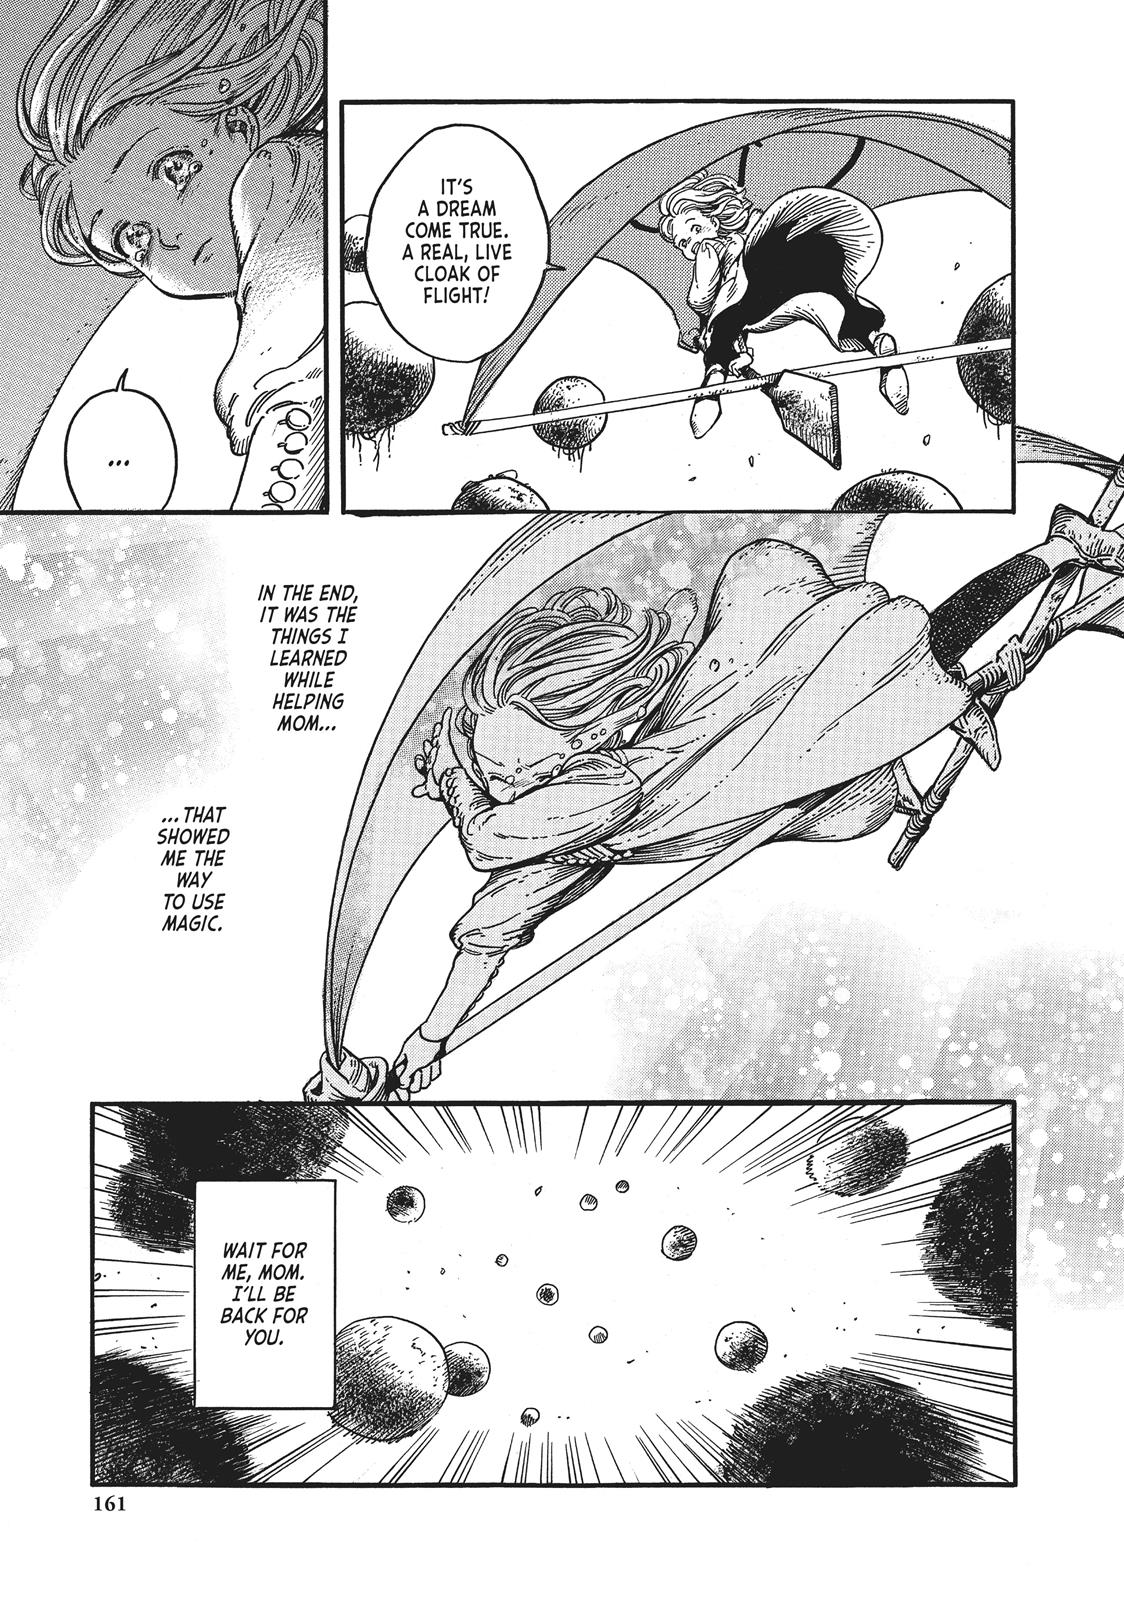 IT'S
A DREAM
COME TRUE.
A REAL, LIVE
CLOAK OF
FLIGHT!
...
IN THE END,
IT WAS THE
THINGS I
LEARNED
WHILE
HELPING
MOM...
...THAT
SHOWED
ME THE
WAY
TO USE
MAGIC.
WAIT FOR
ME, MOM.
I'LL BE
BACK FOR
YOU.
161